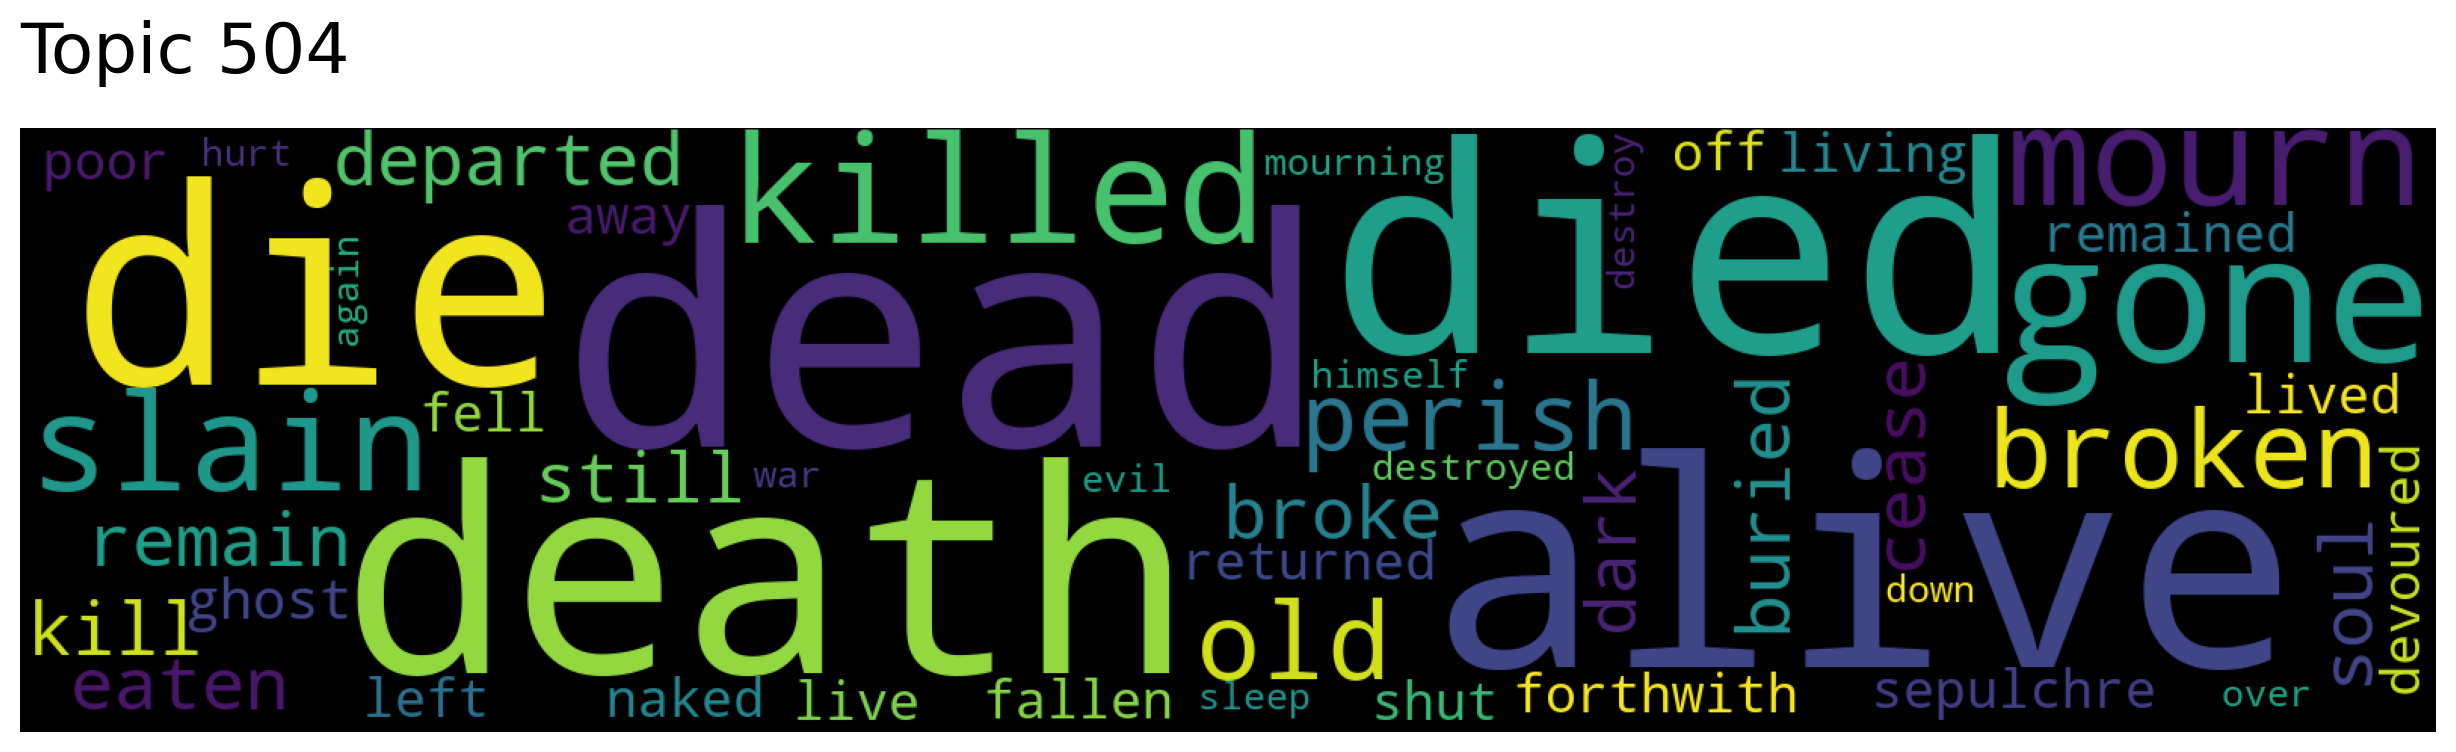 Topic 504
poor hurt departed killed mourning destroy off living mourn
away remained
die again dead died gone
himself lived
slain fell perish buried cease broken
still war evil destroyed
remain death broke dark alive devoured
returned soul
kill ghost old down
eaten left naked live fallen sleep shut forthwith sepulchre over